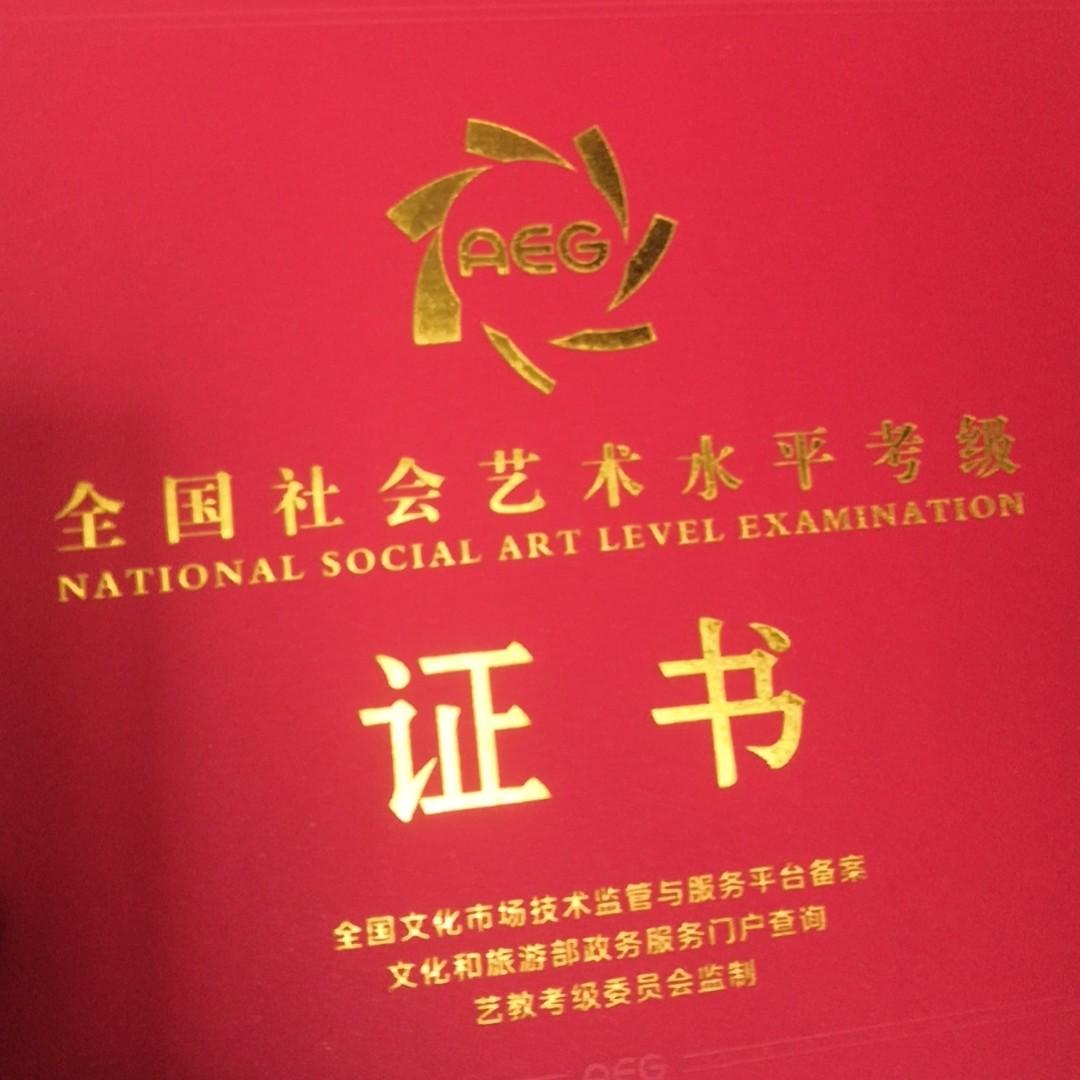 AEG
全国社会艺术水平考级
NATIONAL SOCIAL ART LEVEL EXAMINATION
证书
全国文化市场技术监管与服务平台备案
文化和旅游部政务服务门户查询
艺教考级委员会监制
AEG